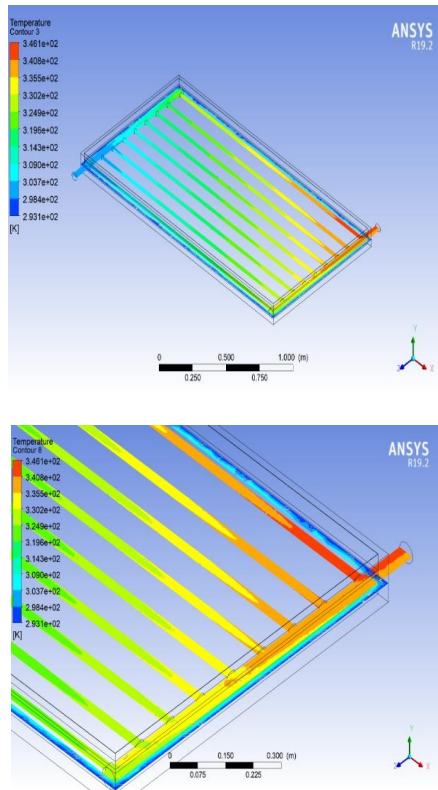 Temperature
Contour 3
3.461e+02
3.408e+02
3.355e+02
3.302e+02
3.249e+02
3.196e+02
3.143e+02
3.090e+02
3.037e+02
2.984e+02
2.931e+02
[K]
ANSYS
R19.2
0 0.500 1.000 (m)
0.250 0.750
Y
Z X
Temperature
Contour 8
3.461e+02
3.408e+02
3.355e+02
3.302e+02
3.249e+02
3.196e+02
3.143e+02
3.090e+02
3.037e+02
2.984e+02
2.931e+02
[K]
ANSYS
R19.2
0 0.150 0.300 (m)
0.075 0.225
Y
Z X